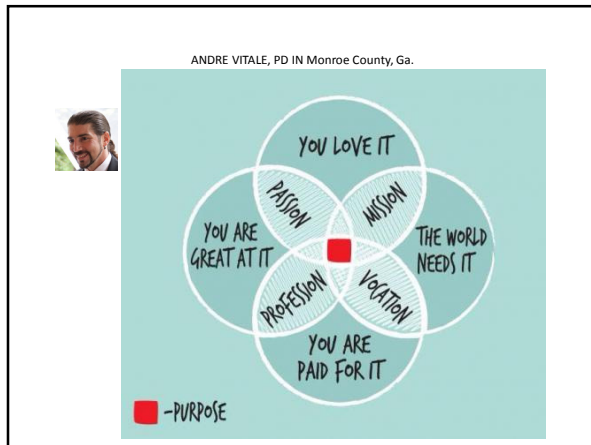 ANDRE VITALE, PD IN Monroe County, Ga.
YOU LOVE IT
PASSION
MISSION
YOU ARE
GREAT AT IT
THE WORLD
NEEDS IT
PROFESSION
VOCATION
YOU ARE
PAID FOR IT
-PURPOSE